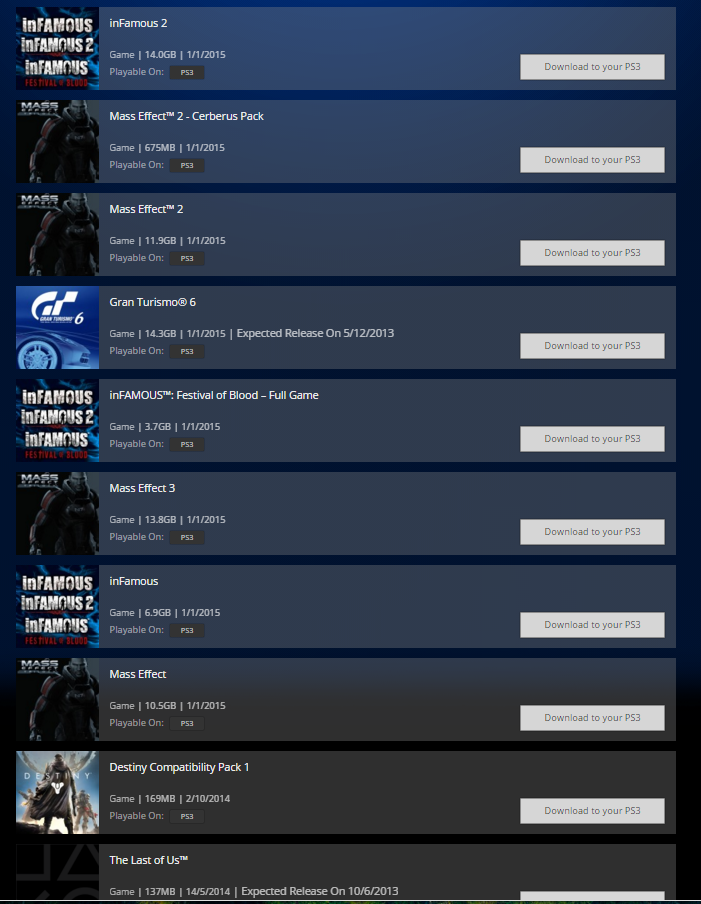 inFAMOUS
inFAMOUS 2
inFAMOUS
FESTIVAL OF BLOOD
inFamous 2
Game | 14.0GB | 1/1/2015
Playable On: PS3
Download to your PS3
MASS
EFFECT
Mass Effect™ 2 - Cerberus Pack
Game | 675MB | 1/1/2015
Playable On: PS3
Download to your PS3
MASS
EFFECT
Mass Effect™ 2
Game | 11.9GB | 1/1/2015
Playable On: PS3
Download to your PS3
GT
GRAN TURISMO 6
Gran Turismo® 6
Game | 14.3GB | 1/1/2015 | Expected Release On 5/12/2013
Playable On: PS3
Download to your PS3
inFAMOUS
inFAMOUS 2
inFAMOUS
FESTIVAL OF BLOOD
inFAMOUS™: Festival of Blood – Full Game
Game | 3.7GB | 1/1/2015
Playable On: PS3
Download to your PS3
MASS
EFFECT
Mass Effect 3
Game | 13.8GB | 1/1/2015
Playable On: PS3
Download to your PS3
inFAMOUS
inFAMOUS 2
inFAMOUS
FESTIVAL OF BLOOD
inFamous
Game | 6.9GB | 1/1/2015
Playable On: PS3
Download to your PS3
MASS
EFFECT
Mass Effect
Game | 10.5GB | 1/1/2015
Playable On: PS3
Download to your PS3
DESTINY
Destiny Compatibility Pack 1
Game | 169MB | 2/10/2014
Playable On: PS3
Download to your PS3
The Last of Us™
Game | 137MB | 14/5/2014 | Expected Release On 10/6/2013